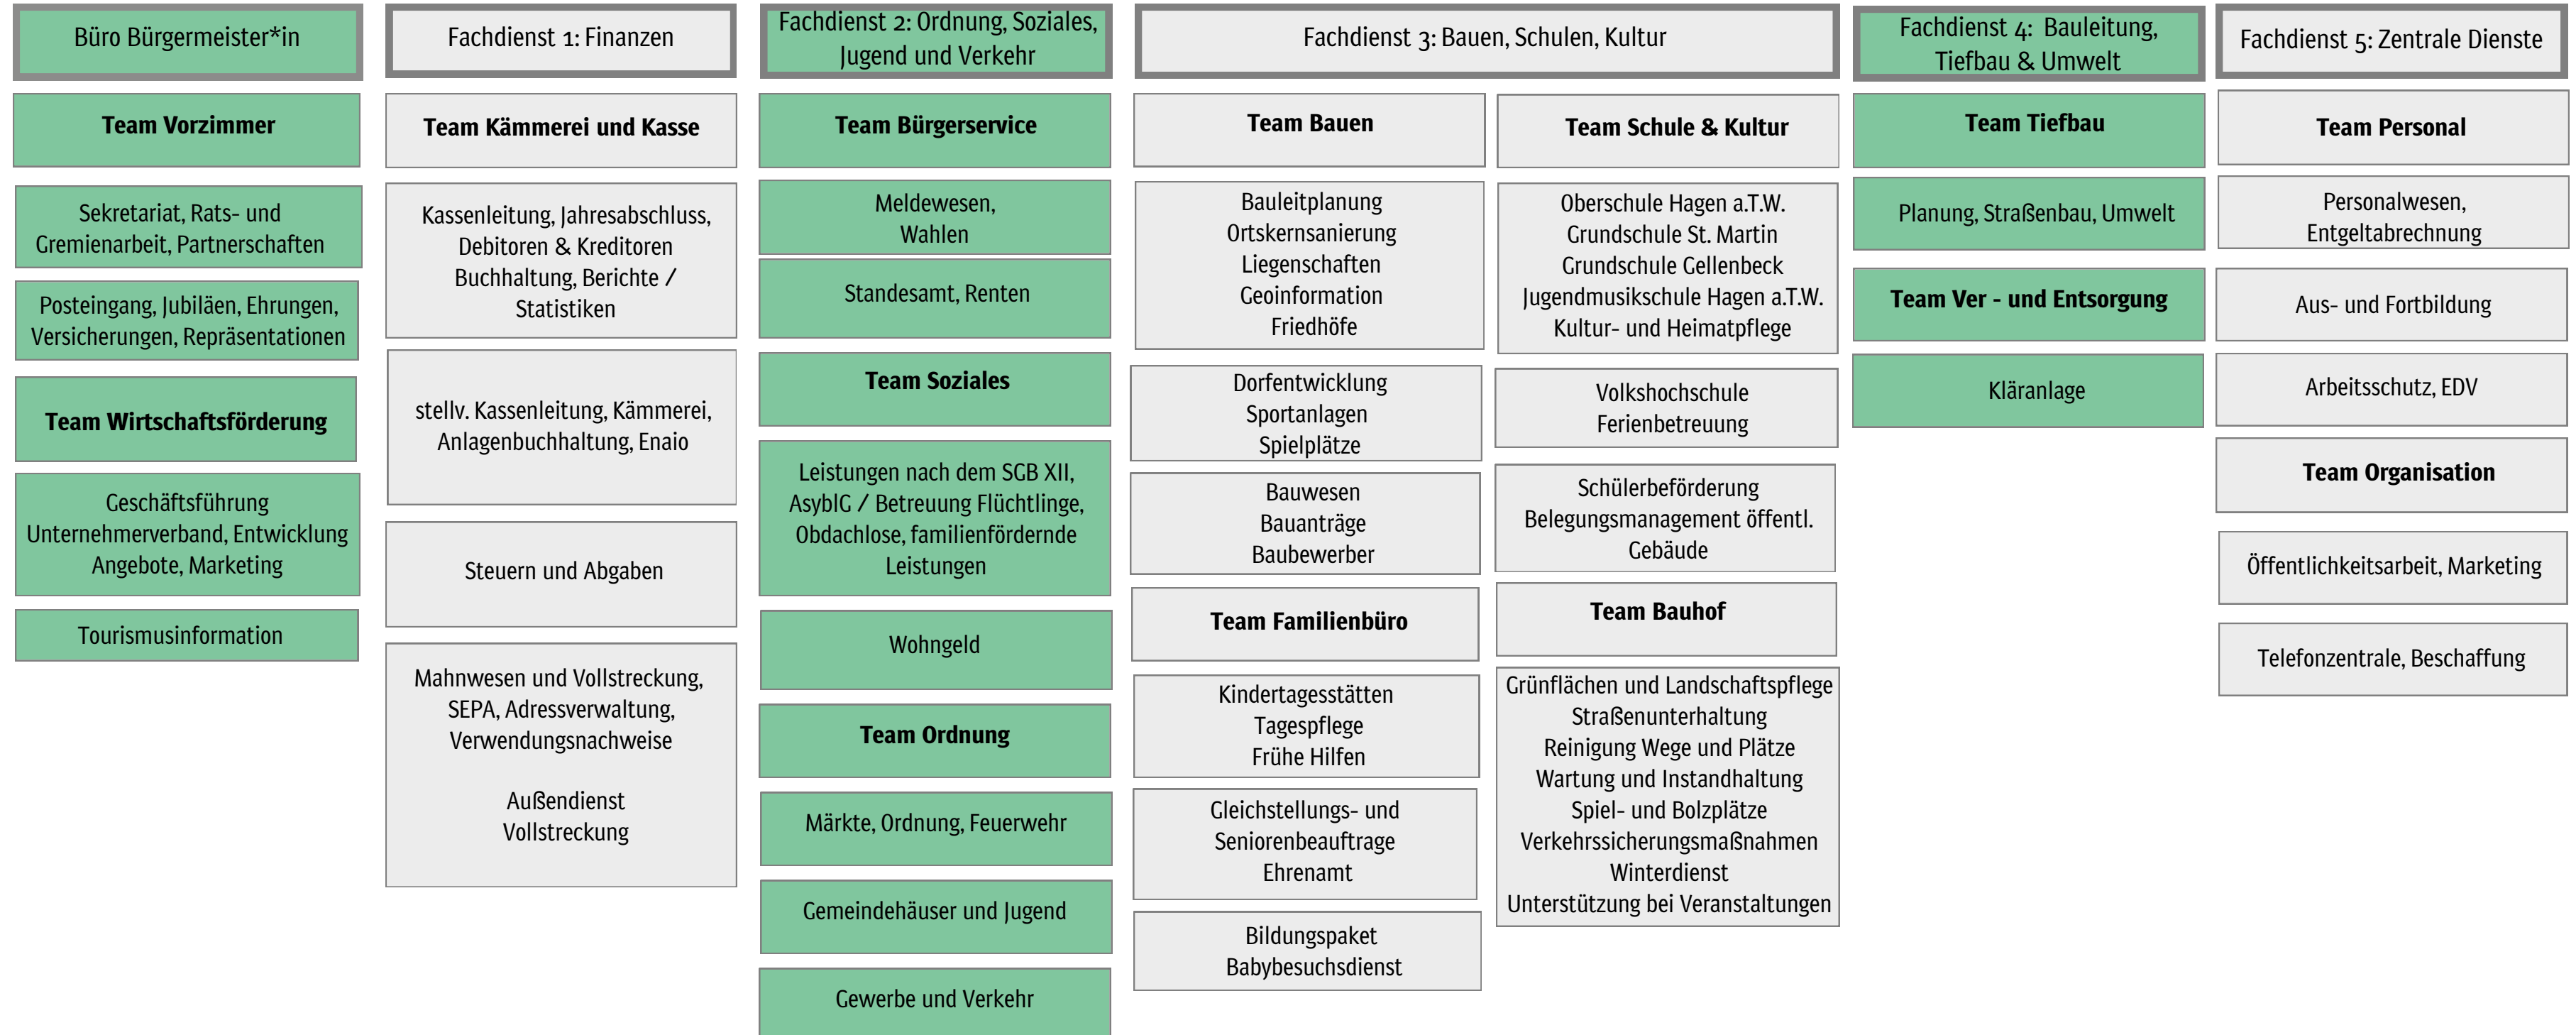 Büro Bürgermeister*in
Team Vorzimmer
Sekretariat, Rats- und
Gremienarbeit, Partnerschaften
Posteingang, Jubiläen, Ehrungen,
Versicherungen, Repräsentationen
Team Wirtschaftsförderung
Geschäftsführung
Unternehmerverband, Entwicklung
Angebote, Marketing
Tourismusinformation
Fachdienst 1: Finanzen
Team Kämmerei und Kasse
Kassenleitung, Jahresabschluss,
Debitoren & Kreditoren
Buchhaltung, Berichte /
Statistiken
stellv. Kassenleitung, Kämmerei,
Anlagenbuchhaltung, Enaio
Steuern und Abgaben
Mahnwesen und Vollstreckung,
SEPA, Adressverwaltung,
Verwendungsnachweise
Außendienst
Vollstreckung
Fachdienst 2: Ordnung, Soziales,
Jugend und Verkehr
Team Bürgerservice
Meldewesen,
Wahlen
Standesamt, Renten
Team Soziales
Leistungen nach dem SGB XII,
AsyblG / Betreuung Flüchtlinge,
Obdachlose, familienfördernde
Leistungen
Wohngeld
Team Ordnung
Märkte, Ordnung, Feuerwehr
Gemeindehäuser und Jugend
Gewerbe und Verkehr
Fachdienst 3: Bauen, Schulen, Kultur
Team Bauen
Bauleitplanung
Ortskernsanierung
Liegenschaften
Geoinformation
Friedhöfe
Dorfentwicklung
Sportanlagen
Spielplätze
Bauwesen
Bauanträge
Baubewerber
Team Familienbüro
Kindertagesstätten
Tagespflege
Frühe Hilfen
Gleichstellungs- und
Seniorenbeauftrage
Ehrenamt
Bildungspaket
Babybesuchsdienst
Team Schule & Kultur
Oberschule Hagen a.T.W.
Grundschule St. Martin
Grundschule Gellenbeck
Jugendmusikschule Hagen a.T.W.
Kultur- und Heimatpflege
Volkshochschule
Ferienbetreuung
Schülerbeförderung
Belegungsmanagement öffentl.
Gebäude
Team Bauhof
Grünflächen und Landschaftspflege
Straßenunterhaltung
Reinigung Wege und Plätze
Wartung und Instandhaltung
Spiel- und Bolzplätze
Verkehrssicherungsmaßnahmen
Winterdienst
Unterstützung bei Veranstaltungen
Fachdienst 4: Bauleitung,
Tiefbau & Umwelt
Team Tiefbau
Planung, Straßenbau, Umwelt
Team Ver - und Entsorgung
Kläranlage
Fachdienst 5: Zentrale Dienste
Team Personal
Personalwesen,
Entgeltabrechnung
Aus- und Fortbildung
Arbeitsschutz, EDV
Team Organisation
Öffentlichkeitsarbeit, Marketing
Telefonzentrale, Beschaffung